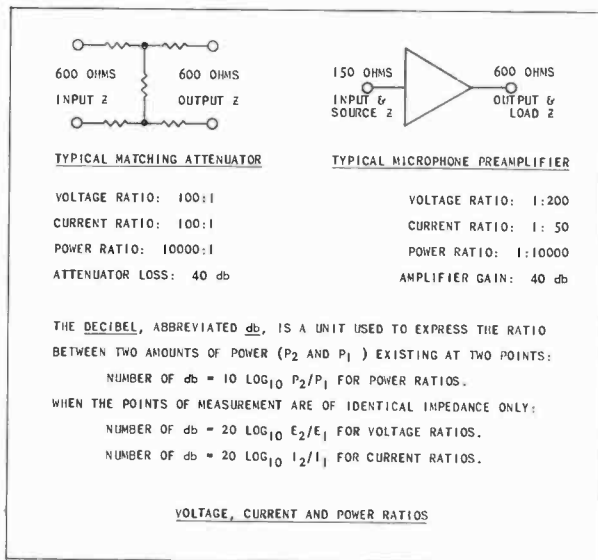 600 OHMS
INPUT Z
600 OHMS
OUTPUT Z
TYPICAL MATCHING ATTENUATOR
VOLTAGE RATIO: 100:1
CURRENT RATIO: 100:1
POWER RATIO: 10000:1
ATTENUATOR LOSS: 40 db
150 OHMS
INPUT &
SOURCE Z
600 OHMS
OUTPUT &
LOAD Z
TYPICAL MICROPHONE PREAMPLIFIER
VOLTAGE RATIO: 1:200
CURRENT RATIO: 1: 50
POWER RATIO: 1:10000
AMPLIFIER GAIN: 40 db
THE DECIBEL, ABBREVIATED db, IS A UNIT USED TO EXPRESS THE RATIO
BETWEEN TWO AMOUNTS OF POWER (P2 AND P1 ) EXISTING AT TWO POINTS:
NUMBER OF db = 10 LOG10 P2/P1 FOR POWER RATIOS.
WHEN THE POINTS OF MEASUREMENT ARE OF IDENTICAL IMPEDANCE ONLY:
NUMBER OF db = 20 LOG10 E2/E1 FOR VOLTAGE RATIOS.
NUMBER OF db = 20 LOG10 I2/I1 FOR CURRENT RATIOS.
VOLTAGE, CURRENT AND POWER RATIOS